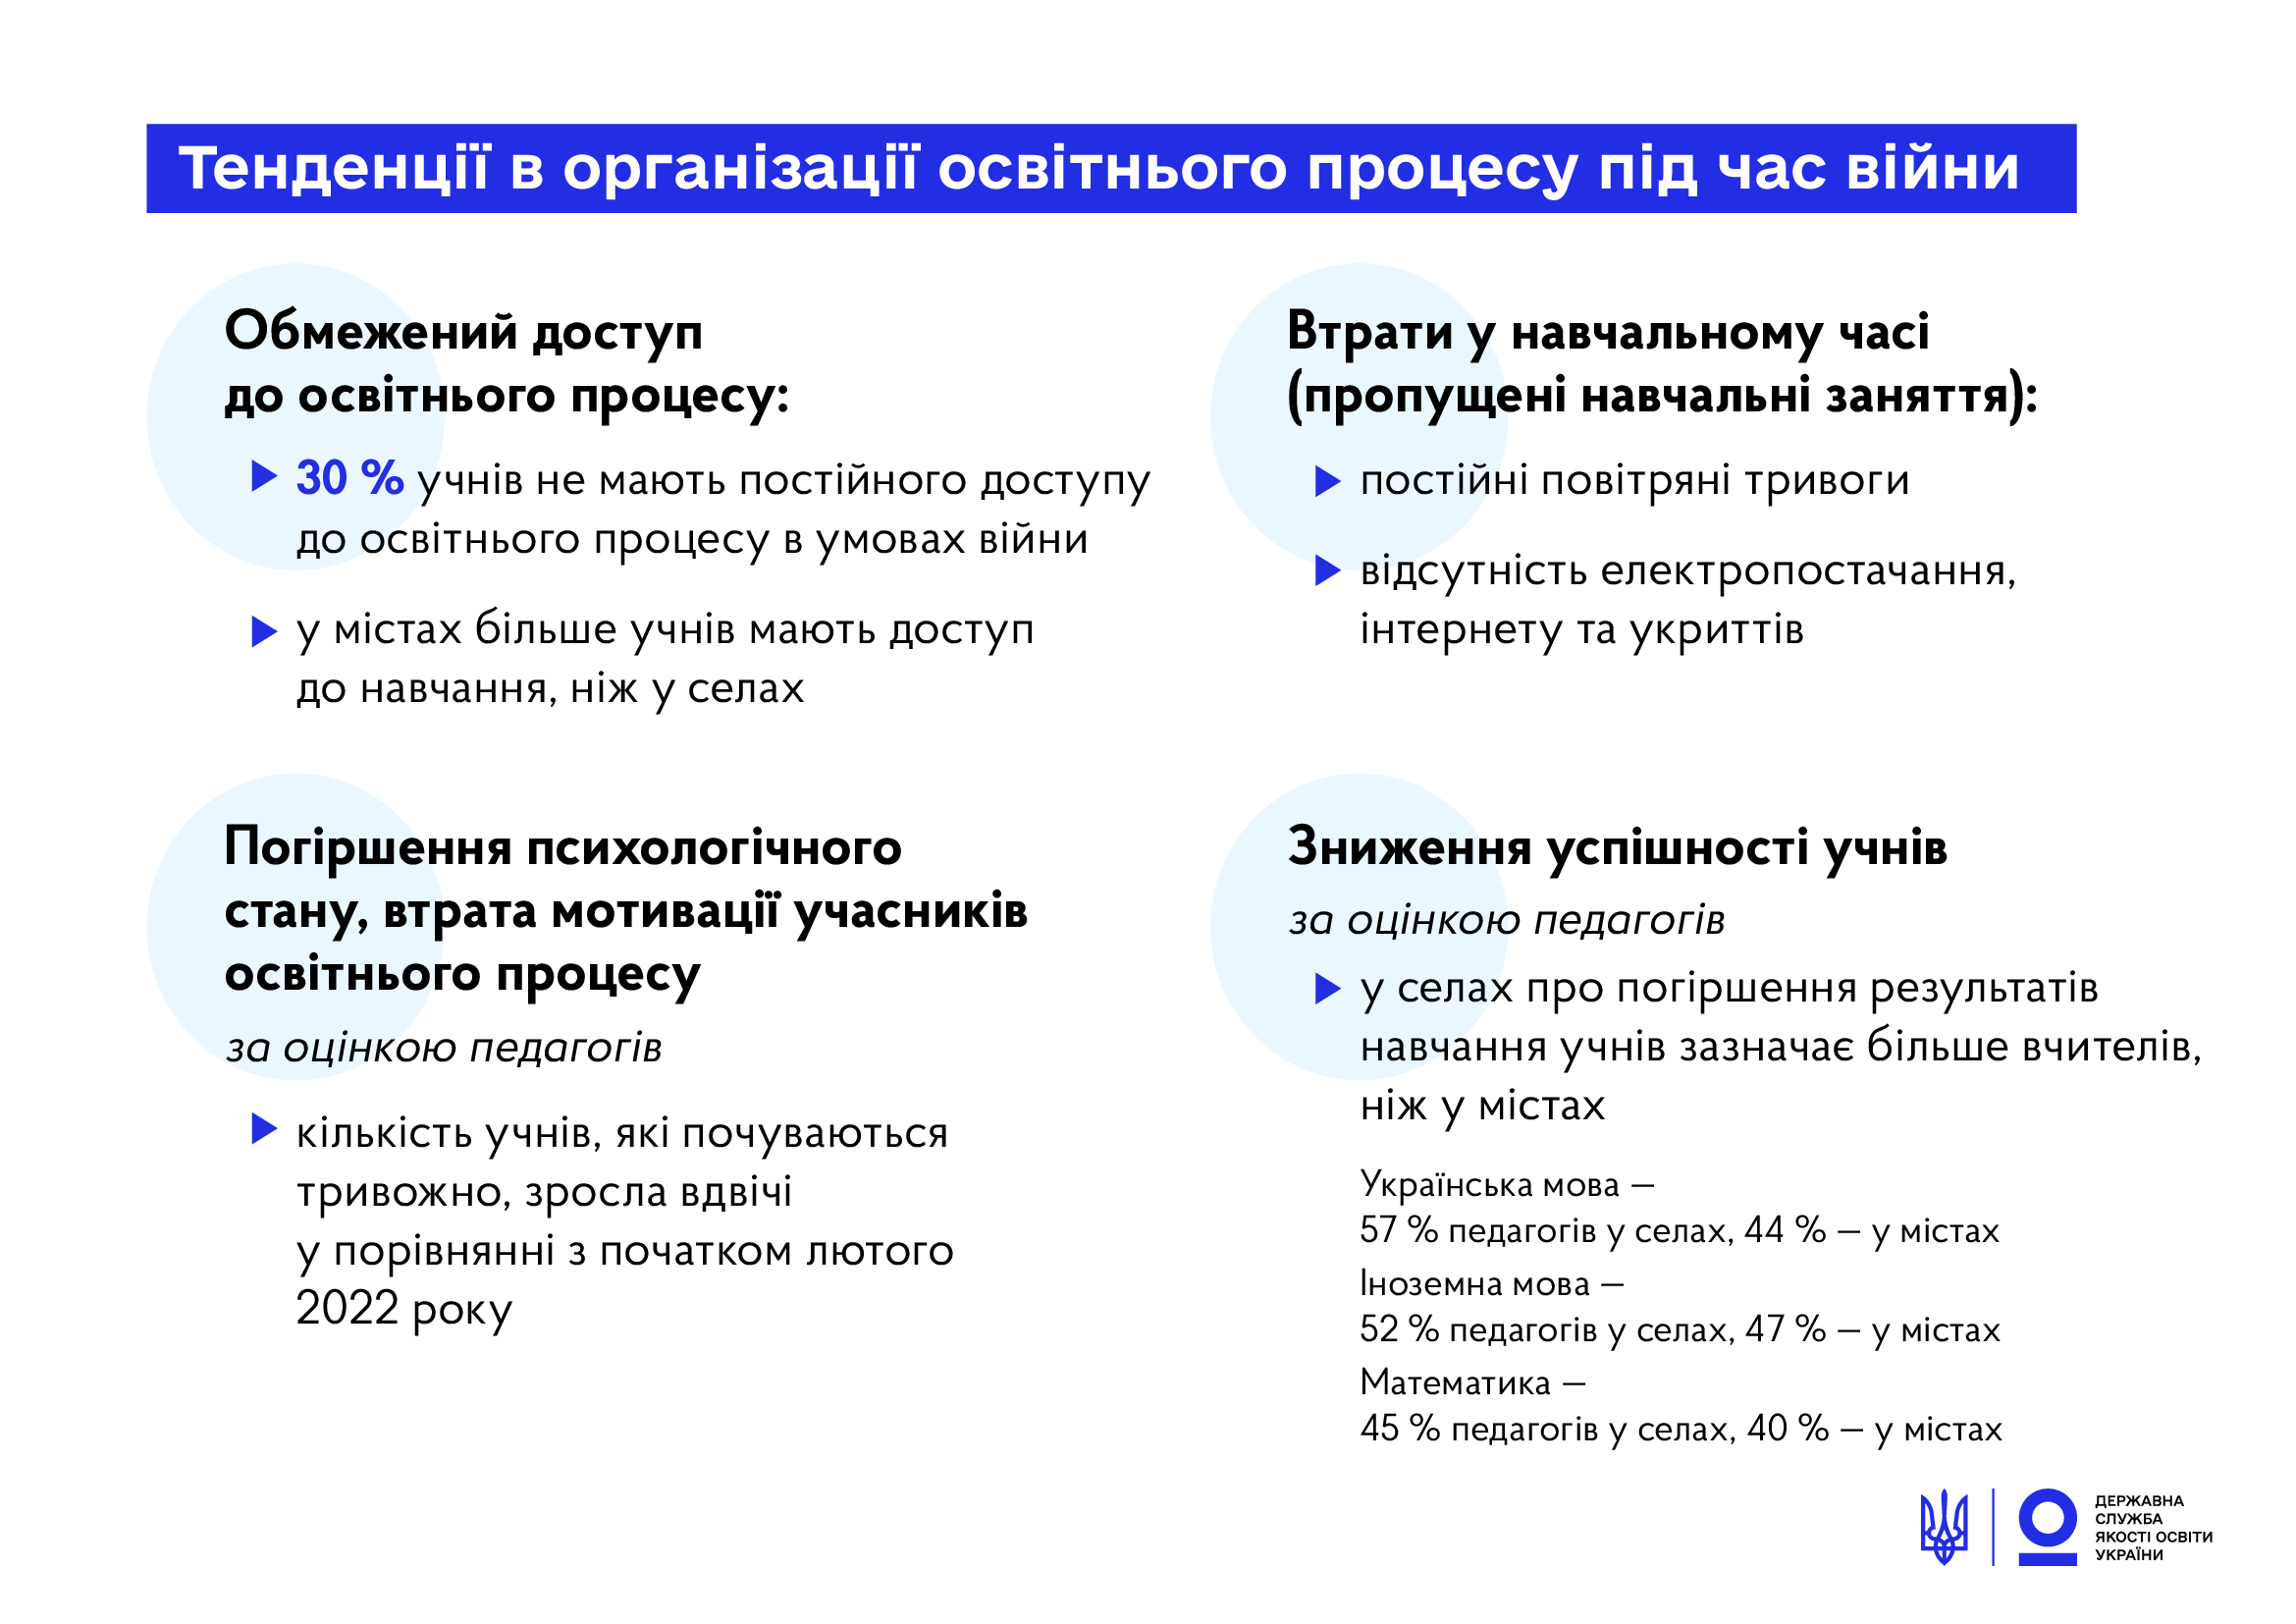 Тенденції в організації освітнього процесу під час війни
Обмежений доступ
до освітнього процесу:
30 % учнів не мають постійного доступу
до освітнього процесу в умовах війни
у містах більше учнів мають доступ
до навчання, ніж у селах
Втрати у навчальному часі
(пропущені навчальні заняття):
постійні повітряні тривоги
відсутність електропостачання,
інтернету та укриттів
Погіршення психологічного
стану, втрата мотивації учасників
освітнього процесу
за оцінкою педагогів
кількість учнів, які почуваються
тривожно, зросла вдвічі
у порівнянні з початком лютого
2022 року
Зниження успішності учнів
за оцінкою педагогів
у селах про погіршення результатів
навчання учнів зазначає більше вчителів,
ніж у містах
Українська мова —
57 % педагогів у селах, 44 % — у містах
Іноземна мова —
52 % педагогів у селах, 47 % — у містах
Математика —
45 % педагогів у селах, 40 % — у містах
ДЕРЖАВНА
СЛУЖБА
ЯКОСТІ ОСВІТИ
УКРАЇНИ